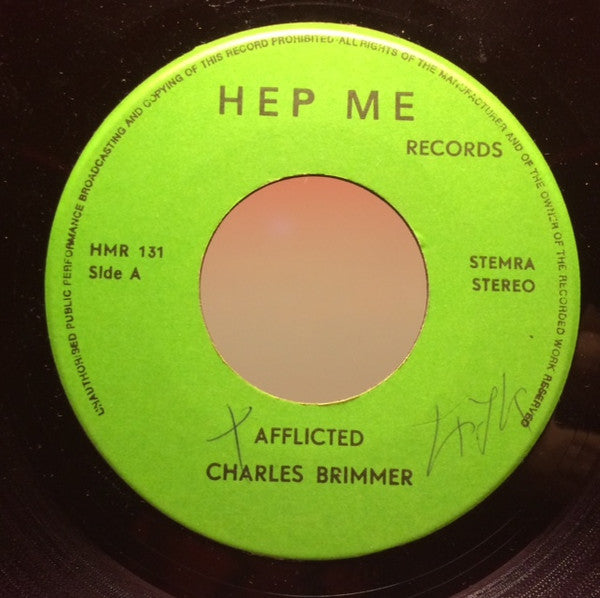 UNAUTHORISED PUBLIC PERFORMANCE BROADCASTING AND COPYING OF THIS RECORD PROHIBITED-ALL RIGHTS OF THE MANUFACTURER AND OF THE OWNER OF THE RECORDED WORK RESERVED
HEP ME
RECORDS
HMR 131
Side A
STEMRA
STEREO
AFFLICTED
CHARLES BRIMMER